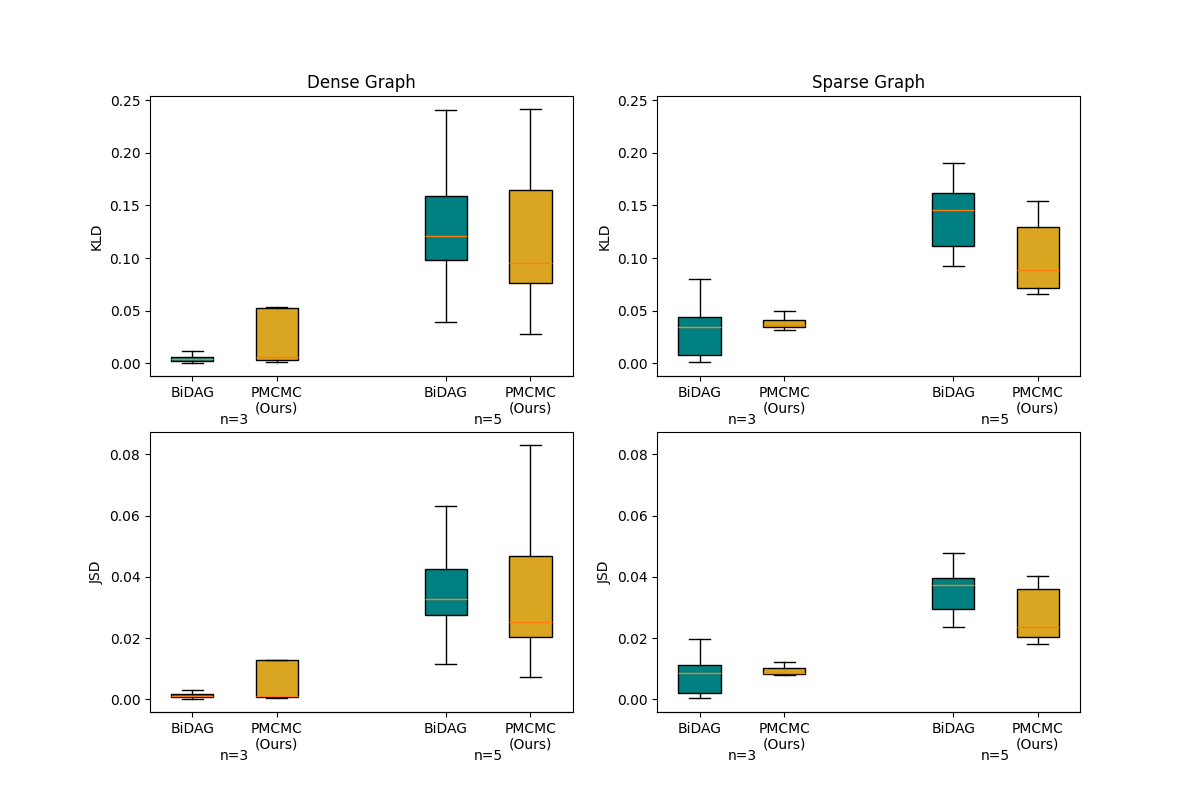 Dense Graph
KLD
0.25
0.20
0.15
0.10
0.05
0.00
BiDAG
PMCMC
(Ours)
BiDAG
PMCMC
(Ours)
n=3
n=5
Sparse Graph
KLD
0.25
0.20
0.15
0.10
0.05
0.00
BiDAG
PMCMC
(Ours)
BiDAG
PMCMC
(Ours)
n=3
n=5
JSD
0.08
0.06
0.04
0.02
0.00
BiDAG
PMCMC
(Ours)
BiDAG
PMCMC
(Ours)
n=3
n=5
JSD
0.08
0.06
0.04
0.02
0.00
BiDAG
PMCMC
(Ours)
BiDAG
PMCMC
(Ours)
n=3
n=5